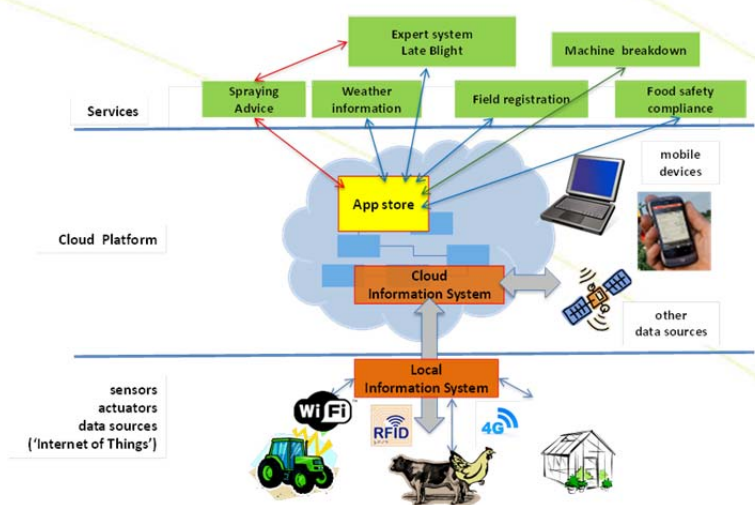 Expert system
Late Blight
Machine breakdown
Spraying
Advice
Weather
information
Field registration
Food safety
compliance
Services
App store
mobile
devices
Cloud Platform
Cloud
Information System
other
data sources
Local
Information System
sensors
actuators
data sources
('Internet of Things')
WiFi
RFID
4G